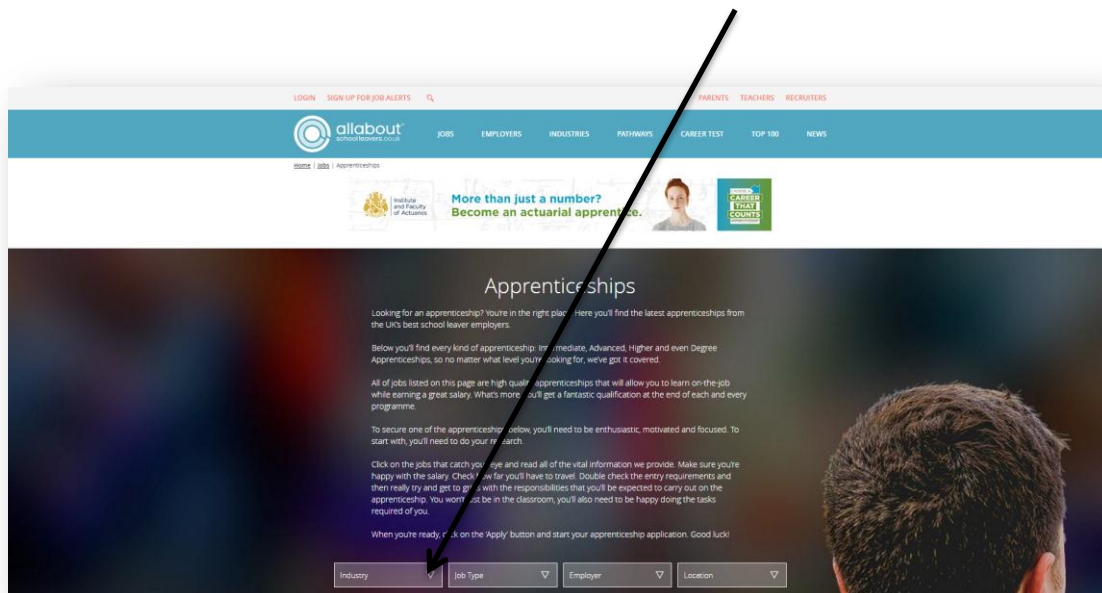 LOGIN SIGN UP FOR JOB ALERTS PARENTS TEACHERS RECRUITERS
allabout
schoolleavers.co.uk
JOBS EMPLOYERS INDUSTRIES PATHWAYS CAREER TEST TOP 100 NEWS
Home | Jobs | Apprenticeships
Institute
and Faculty
of Actuaries
More than just a number?
Become an actuarial apprentice.
CHOOSE A
CAREER
THAT
COUNTS
Apprenticeships
Looking for an apprenticeship? You're in the right place. Here you'll find the latest apprenticeships from
the UK's best school leaver employers.
Below you'll find every kind of apprenticeship: Intermediate, Advanced, Higher and even Degree
Apprenticeships, so no matter what level you're looking for, we've got it covered.
All of jobs listed on this page are high quality apprenticeships that will allow you to learn on-the-job
while earning a great salary. What's more, you'll get a fantastic qualification at the end of each and every
programme.
To secure one of the apprenticeships below, you'll need to be enthusiastic, motivated and focused. To
start with, you'll need to do your research.
Click on the jobs that catch your eye and read all of the vital information we provide. Make sure you're
happy with the salary. Check how far you'll have to travel. Double check the entry requirements and
then really try and get to grips with the responsibilities that you'll be expected to carry out on the
apprenticeship. You won't just be in the classroom, you'll also need to be happy doing the tasks
required of you.
When you're ready, click on the 'Apply' button and start your apprenticeship application. Good luck!
Industry Job Type Employer Location